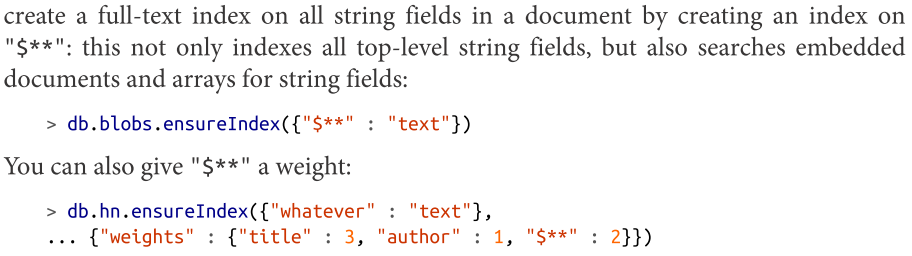 create a full-text index on all string fields in a document by creating an index on
"$**": this not only indexes all top-level string fields, but also searches embedded
documents and arrays for string fields:
> db.blobs.ensureIndex({"$**" : "text"})
You can also give "$**" a weight:
> db.hn.ensureIndex({"whatever" : "text"},
... {"weights" : {"title" : 3, "author" : 1, "$**" : 2}})